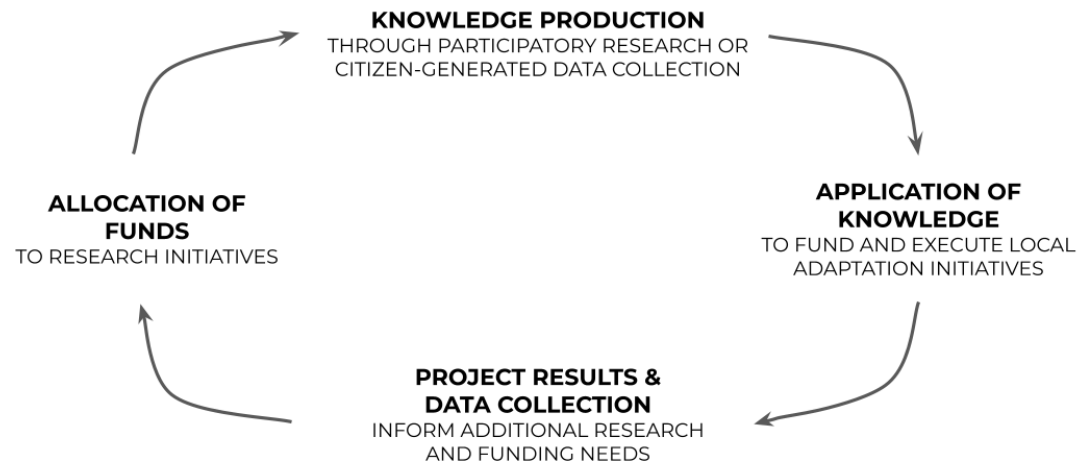 KNOWLEDGE PRODUCTION
THROUGH PARTICIPATORY RESEARCH OR
CITIZEN-GENERATED DATA COLLECTION
APPLICATION OF
KNOWLEDGE
TO FUND AND EXECUTE LOCAL
ADAPTATION INITIATIVES
PROJECT RESULTS &
DATA COLLECTION
INFORM ADDITIONAL RESEARCH
AND FUNDING NEEDS
ALLOCATION OF
FUNDS
TO RESEARCH INITIATIVES